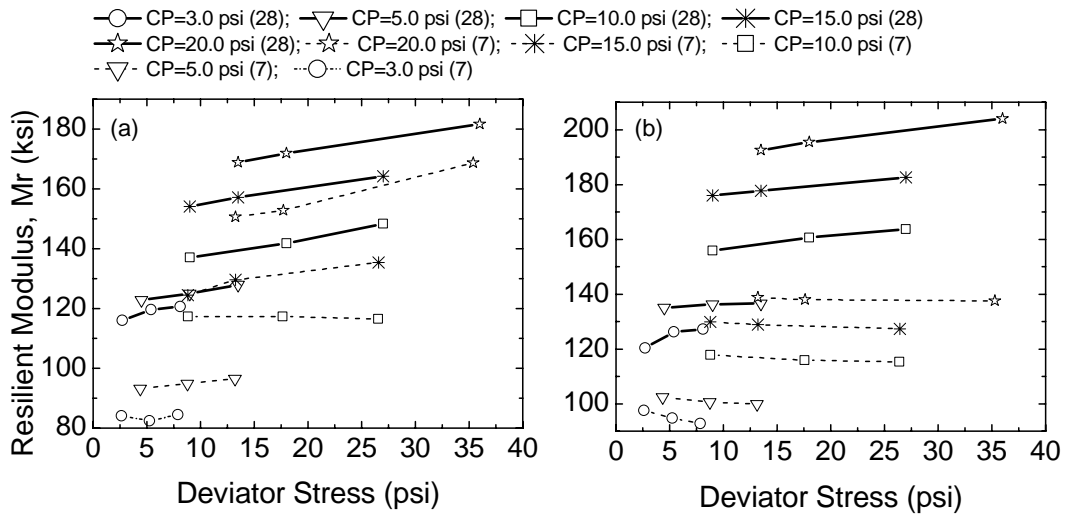 CP=3.0 psi (28); CP=5.0 psi (28); CP=10.0 psi (28); CP=15.0 psi (28)
CP=20.0 psi (28); CP=20.0 psi (7); CP=15.0 psi (7); CP=10.0 psi (7)
CP=5.0 psi (7); CP=3.0 psi (7)
Resilient Modulus, Mr (ksi)
(a)
180
160
140
120
100
80
0 5 10 15 20 25 30 35 40
Deviator Stress (psi)
(b)
200
180
160
140
120
100
0 5 10 15 20 25 30 35 40
Deviator Stress (psi)